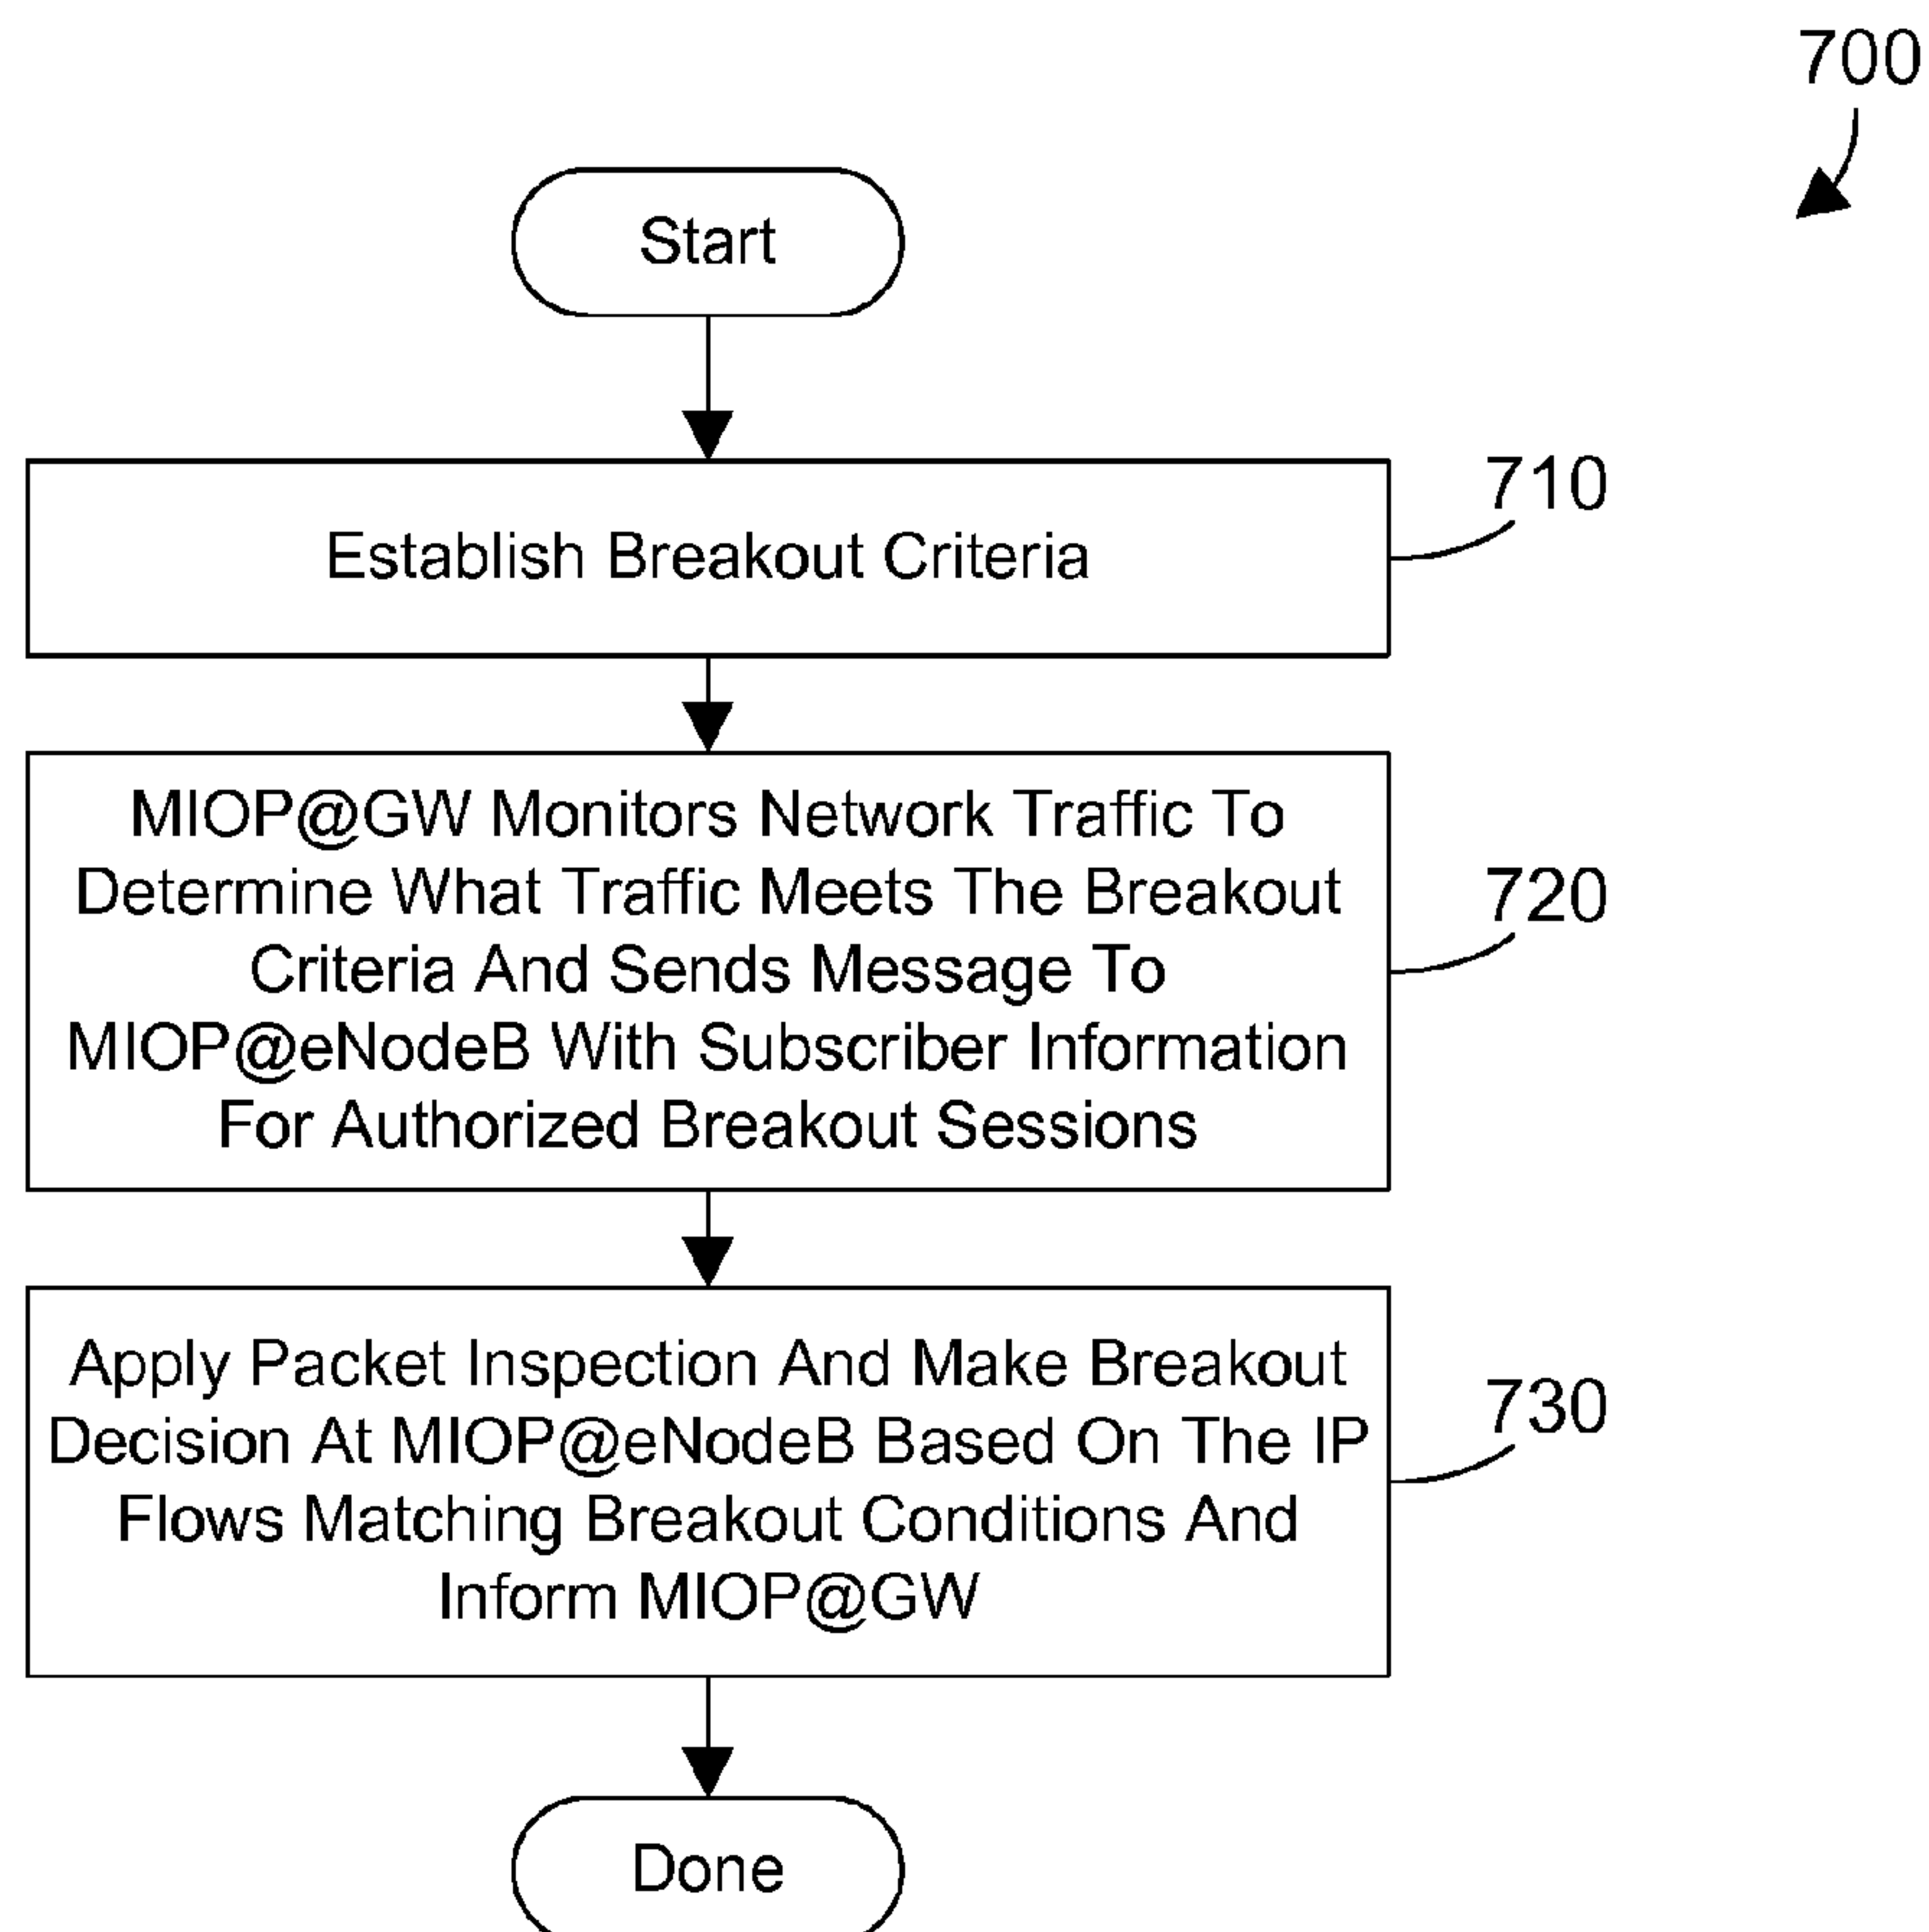 700
Start
Establish Breakout Criteria
710
MIOP@GW Monitors Network Traffic To
Determine What Traffic Meets The Breakout
Criteria And Sends Message To
MIOP@eNodeB With Subscriber Information
For Authorized Breakout Sessions
720
Apply Packet Inspection And Make Breakout
Decision At MIOP@eNodeB Based On The IP
Flows Matching Breakout Conditions And
Inform MIOP@GW
730
Done